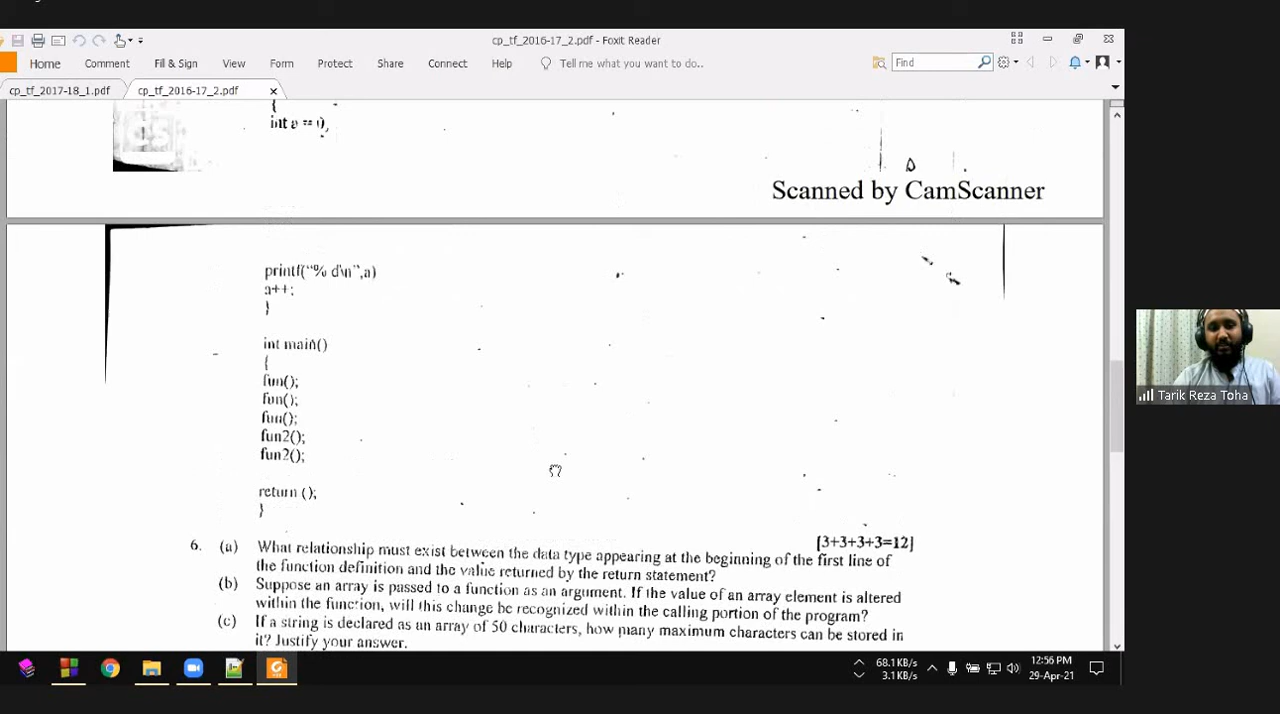 cp_tf_2016-17_2.pdf - Foxit Reader
Home Comment Fill & Sign View Form Protect Share Connect Help Tell me what you want to do.. Find
cp_tf_2017-18_1.pdf cp_tf_2016-17_2.pdf
{
int a = 0,
CS
Scanned by CamScanner
printf("% d\n",a)
a++;
}
int main()
{
fun();
fun();
fun();
fun2();
fun2();
return ();
}
6. (a) What relationship must exist between the data type appearing at the beginning of the first line of [3+3+3+3=12]
the function definition and the value returned by the return statement?
(b) Suppose an array is passed to a function as an argument. If the value of an array element is altered
within the function, will this change be recognized within the calling portion of the program?
(c) If a string is declared as an array of 50 characters, how many maximum characters can be stored in
it? Justify your answer.
Tarik Reza Toha
68.1KB/s
3.1KB/s
12:56 PM
29-Apr-21